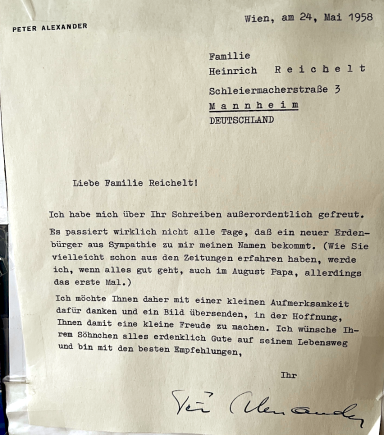 PETER ALEXANDER
Wien, am 24, Mai 1958
Familie
Heinrich R e i c h e l t
Schleiermacherstraße 3
M a n n h e i m
DEUTSCHLAND
Liebe Familie Reichelt!
Ich habe mich über Ihr Schreiben außerordentlich gefreut.
Es passiert wirklich nicht alle Tage, daß ein neuer Erden-
bürger aus Sympathie zu mir meinen Namen bekommt. (Wie Sie
vielleicht schon aus den Zeitungen erfahren haben, werde
ich, wenn alles gut geht, auch im August Papa, allerdings
das erste Mal.)
Ich möchte Ihnen daher mit einer kleinen Aufmerksamkeit
dafür danken und ein Bild übersenden, in der Hoffnung,
Ihnen damit eine kleine Freude zu machen. Ich wünsche Ih-
rem Söhnchen alles erdenklich Gute auf seinem Lebensweg
und bin mit den besten Empfehlungen,
Ihr
Peter Alexander